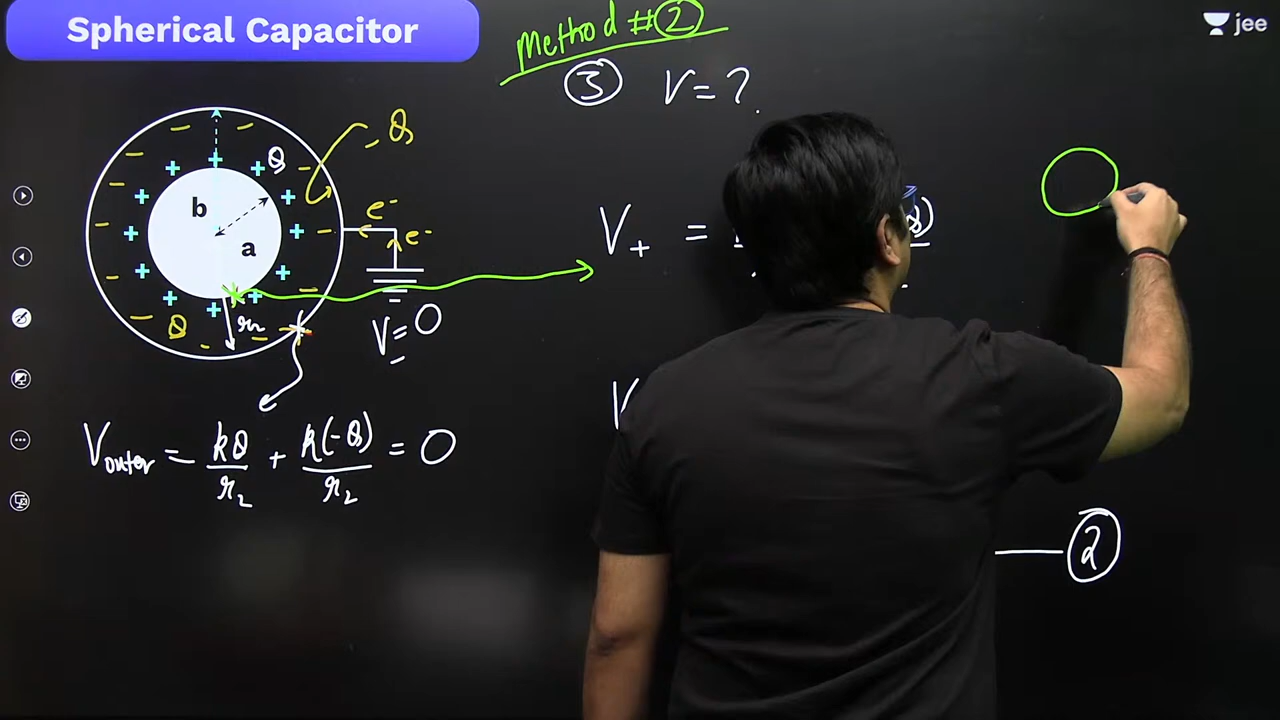 Spherical Capacitor
Method #②
jee
③ V = ?
- Q
Q
b
a
e-
e-
V+ =
r2
Q
V = 0
Vouter = kQ/r2 + k(-Q)/r2 = 0
②